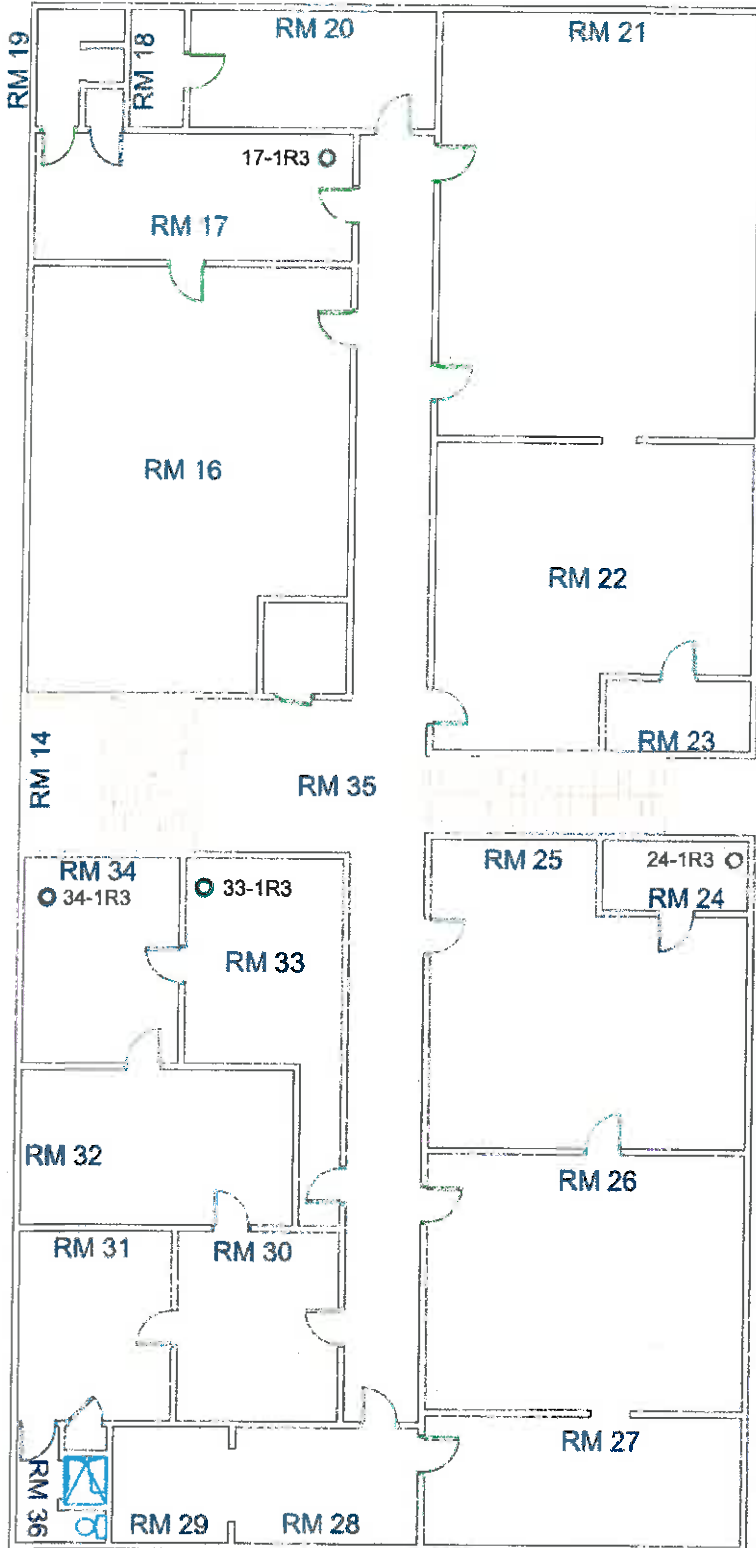 RM 19
RM 18
RM 20
RM 21
17-1R3
RM 17
RM 16
RM 22
RM 23
RM 14
RM 35
RM 34
34-1R3
33-1R3
RM 33
RM 25
24-1R3
RM 24
RM 32
RM 26
RM 31
RM 30
RM 27
RM 36
RM 29
RM 28